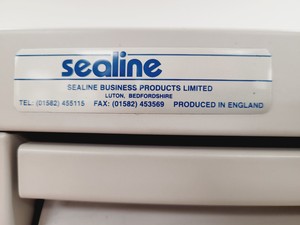 sealine
SEALINE BUSINESS PRODUCTS LIMITED
LUTON, BEDFORDSHIRE
TEL: (01582) 455115 FAX: (01582) 453569 PRODUCED IN ENGLAND